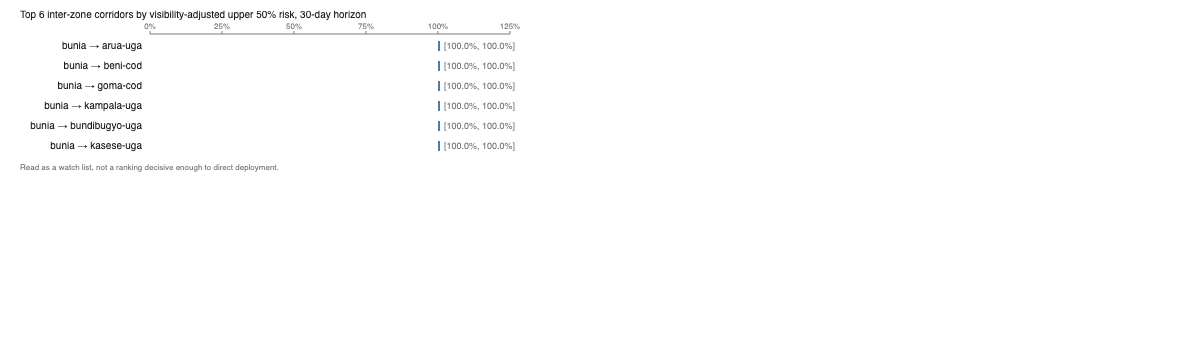 Top 6 inter-zone corridors by visibility-adjusted upper 50% risk, 30-day horizon
0% 25% 50% 75% 100% 125%
bunia → arua-uga [100.0%, 100.0%]
bunia → beni-cod [100.0%, 100.0%]
bunia → goma-cod [100.0%, 100.0%]
bunia → kampala-uga [100.0%, 100.0%]
bunia → bundibugyo-uga [100.0%, 100.0%]
bunia → kasese-uga [100.0%, 100.0%]
Read as a watch list, not a ranking decisive enough to direct deployment.